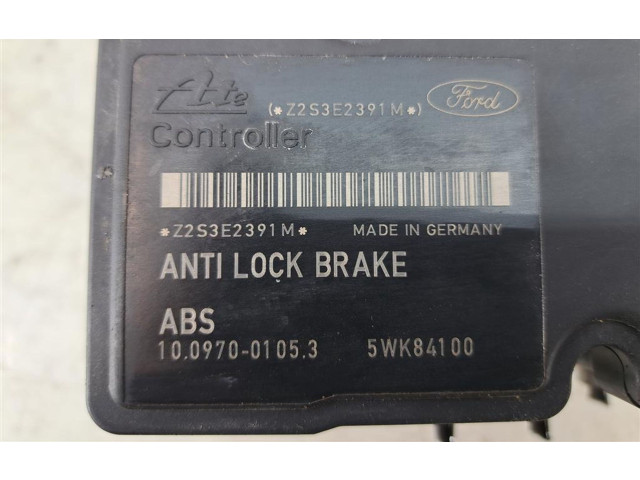 Ate (*Z2S3E2391M*) Ford
Controller
*Z2S3E2391M* MADE IN GERMANY
ANTI LOCK BRAKE
ABS
10.0970-0105.3 5WK84100